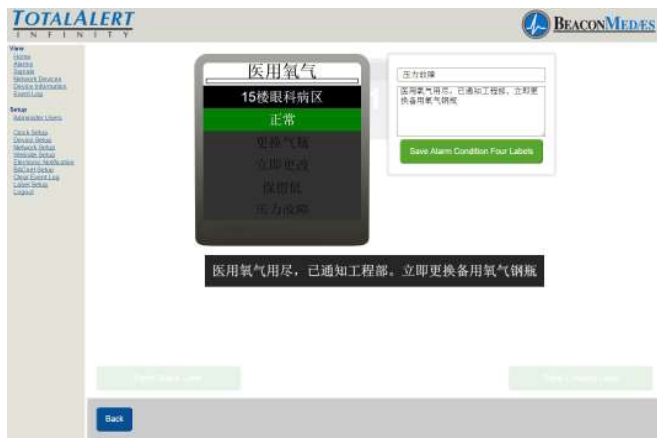 TOTALALERT
INFINITY
BEACONMEDÆS
View
Home
Alarms
Signals
Network Devices
Device Information
Event Log
Setup
Administer Users
Clock Setup
Device Setup
Network Setup
Website Setup
Electronic Notification
BACnet Setup
Clear Event Log
Label Setup
Logout
医用氧气
15楼眼科病区
正常
更换气瓶
立即更改
保留低
压力故障
压力故障
医用氧气用尽，已通知工程部。立即更
换备用氧气钢瓶
Save Alarm Condition Four Labels
医用氧气用尽，已通知工程部。立即更换备用氧气钢瓶
Back